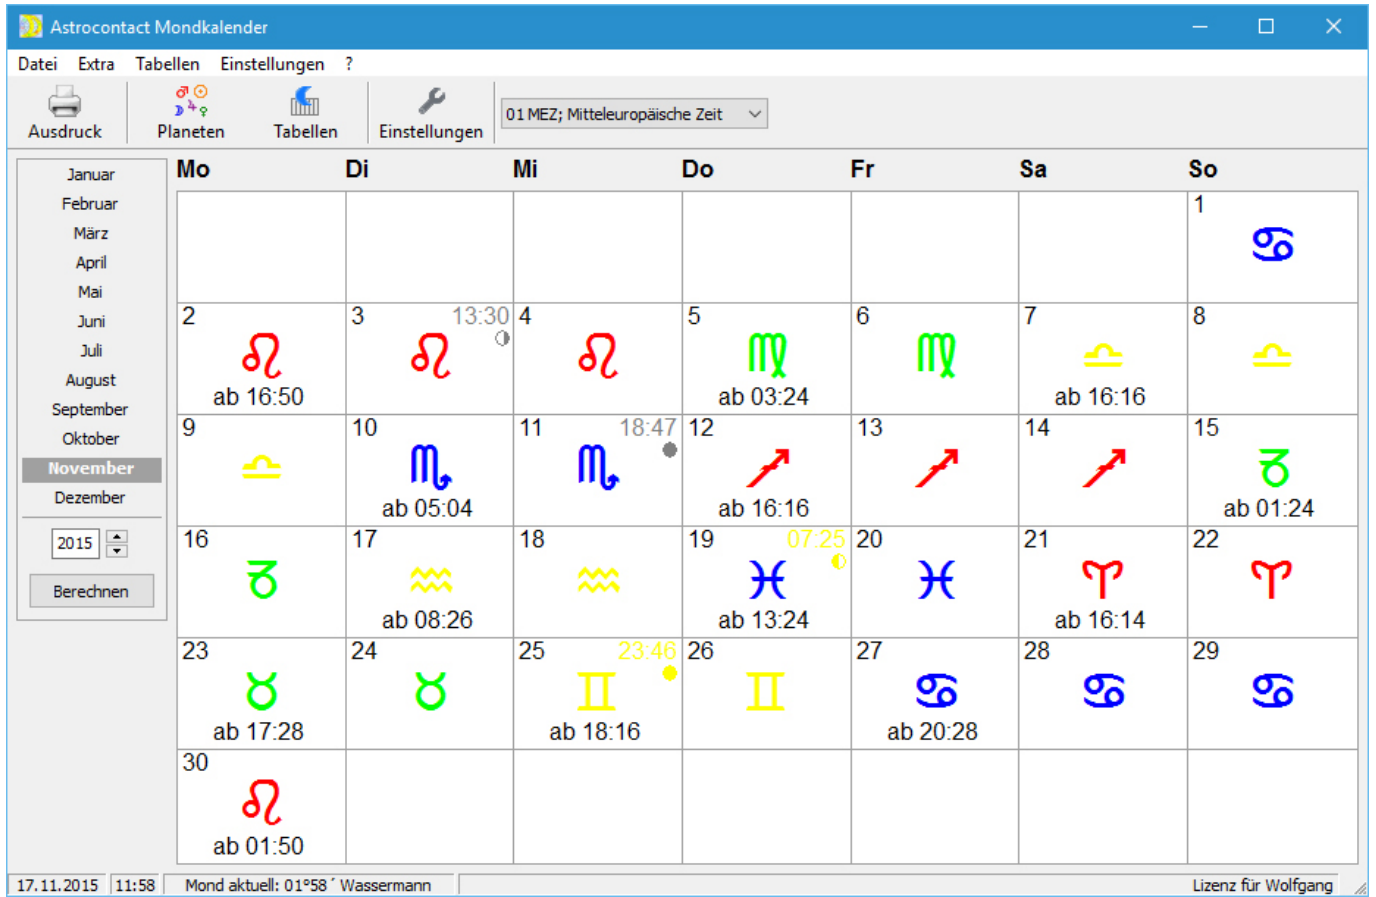 Astrocontact Mondkalender
Datei Extra Tabellen Einstellungen ?
Ausdruck Planeten Tabellen Einstellungen 01 MEZ; Mitteleuropäische Zeit
Januar
Februar
März
April
Mai
Juni
Juli
August
September
Oktober
November
Dezember
2015
Berechnen
Mo Di Mi Do Fr Sa So
1
♋
2 3 13:30 4 5 6 7 8
♌ ♌ ♌ ♍ ♍ ♎ ♎
ab 16:50 ab 03:24 ab 16:16
9 10 11 18:47 12 13 14 15
♎ ♏ ♏ ♐ ♐ ♐ ♑
ab 05:04 ab 16:16 ab 01:24
16 17 18 19 07:25 20 21 22
♑ ♒ ♒ ♓ ♓ ♈ ♈
ab 08:26 ab 13:24 ab 16:14
23 24 25 23:46 26 27 28 29
♉ ♉ ♊ ♊ ♋ ♋ ♋
ab 17:28 ab 18:16 ab 20:28
30
♌
ab 01:50
17.11.2015 11:58 Mond aktuell: 01°58´ Wassermann Lizenz für Wolfgang